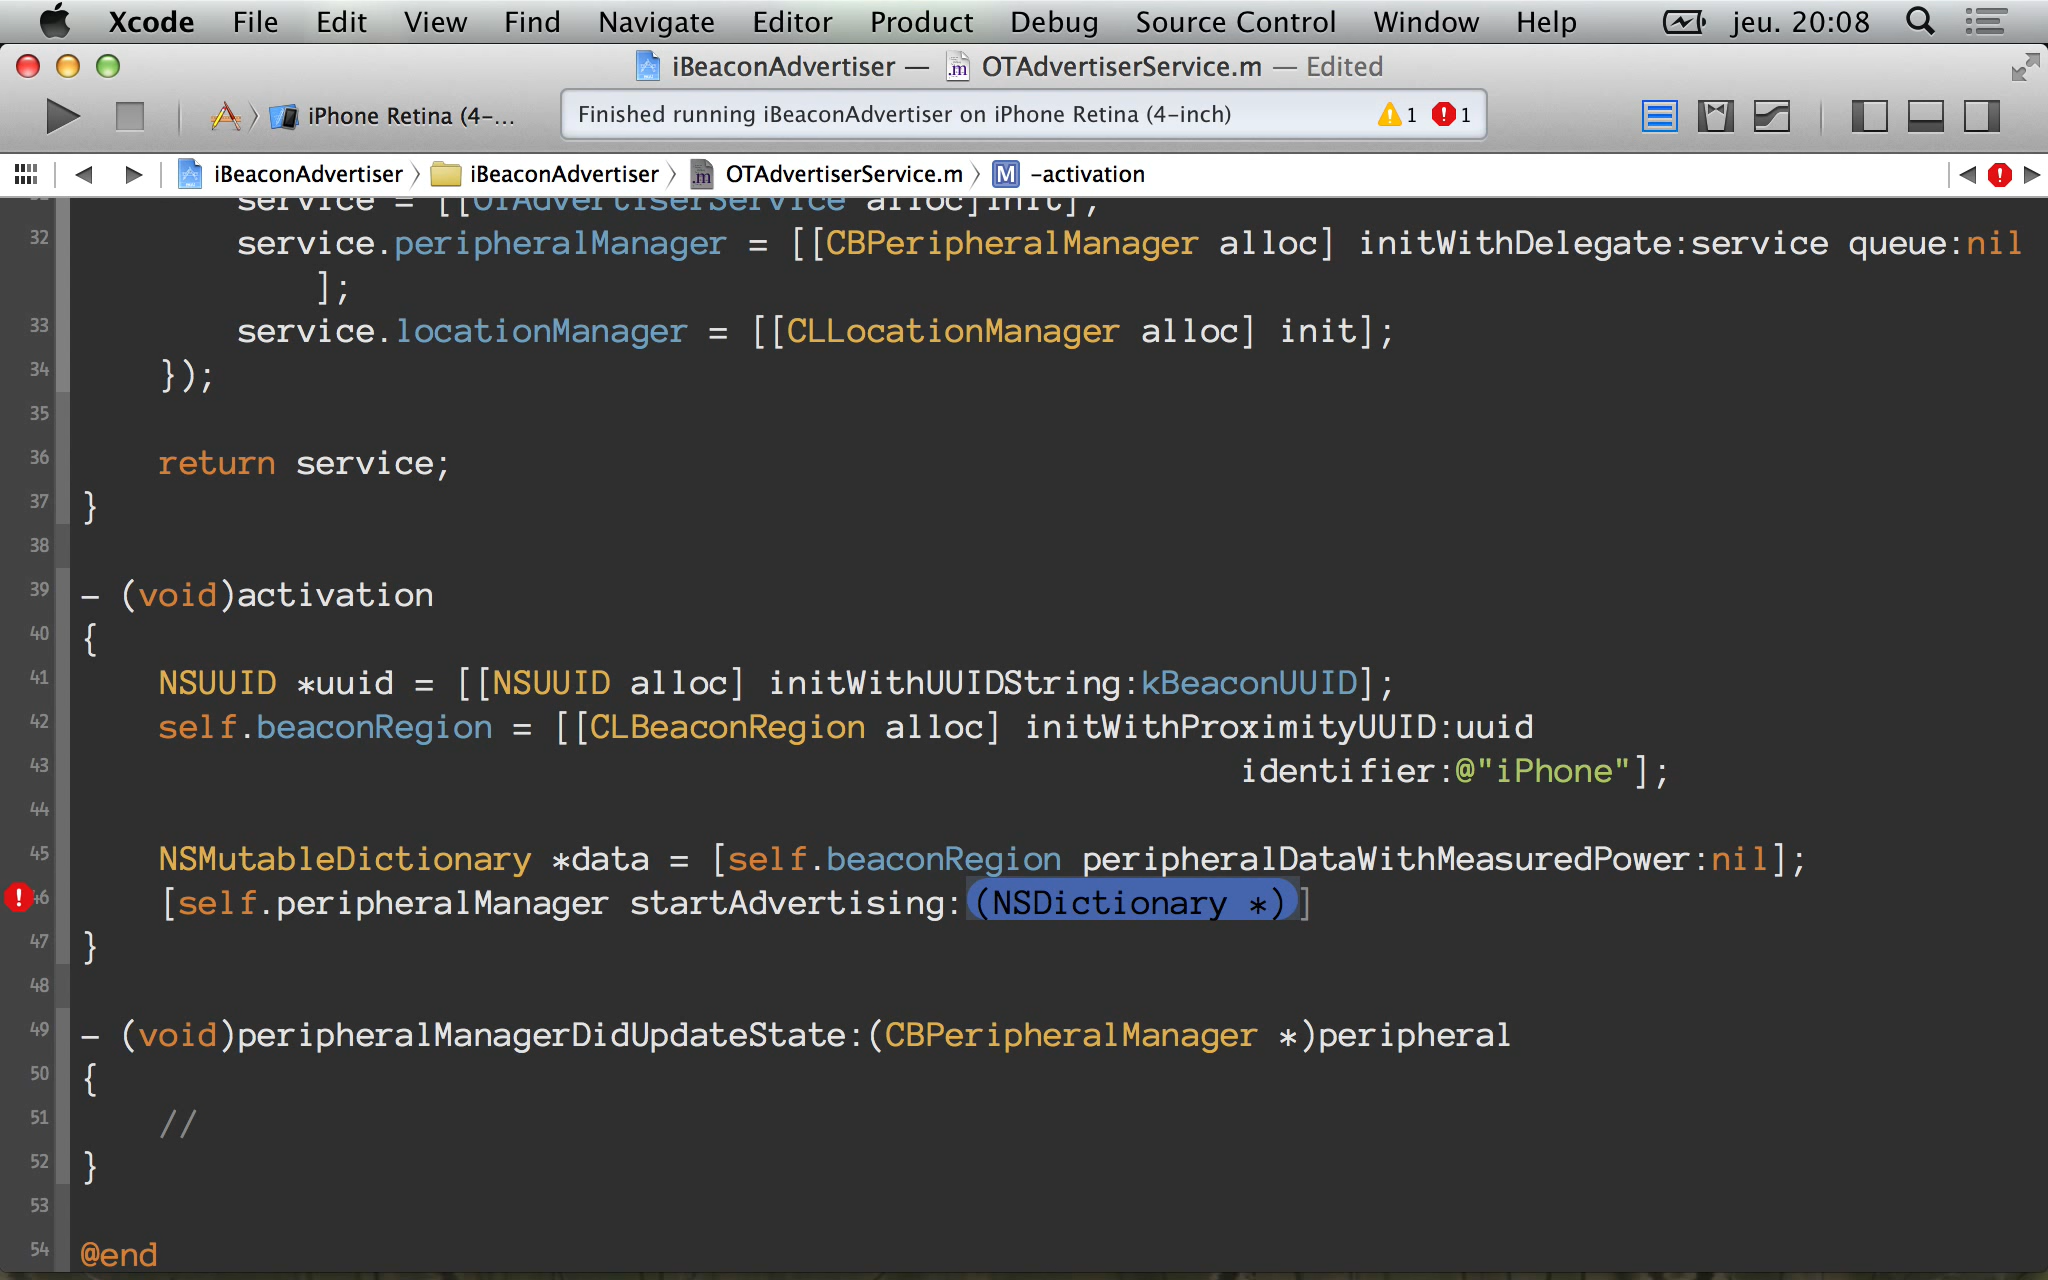 Xcode File Edit View Find Navigate Editor Product Debug Source Control Window Help jeu. 20:08
iBeaconAdvertiser — OTAdvertiserService.m — Edited
iPhone Retina (4-... Finished running iBeaconAdvertiser on iPhone Retina (4-inch) 1 1
iBeaconAdvertiser iBeaconAdvertiser OTAdvertiserService.m M -activation
service = [[OTAdvertiserService alloc]init];
32 service.peripheralManager = [[CBPeripheralManager alloc] initWithDelegate:service queue:nil
];
33 service.locationManager = [[CLLocationManager alloc] init];
34 });
35
36 return service;
37 }
38
39 - (void)activation
40 {
41 NSUUID *uuid = [[NSUUID alloc] initWithUUIDString:kBeaconUUID];
42 self.beaconRegion = [[CLBeaconRegion alloc] initWithProximityUUID:uuid
43 identifier:@"iPhone"];
44
45 NSMutableDictionary *data = [self.beaconRegion peripheralDataWithMeasuredPower:nil];
46 [self.peripheralManager startAdvertising:(NSDictionary *)]
47 }
48
49 - (void)peripheralManagerDidUpdateState:(CBPeripheralManager *)peripheral
50 {
51 //
52 }
53
54 @end